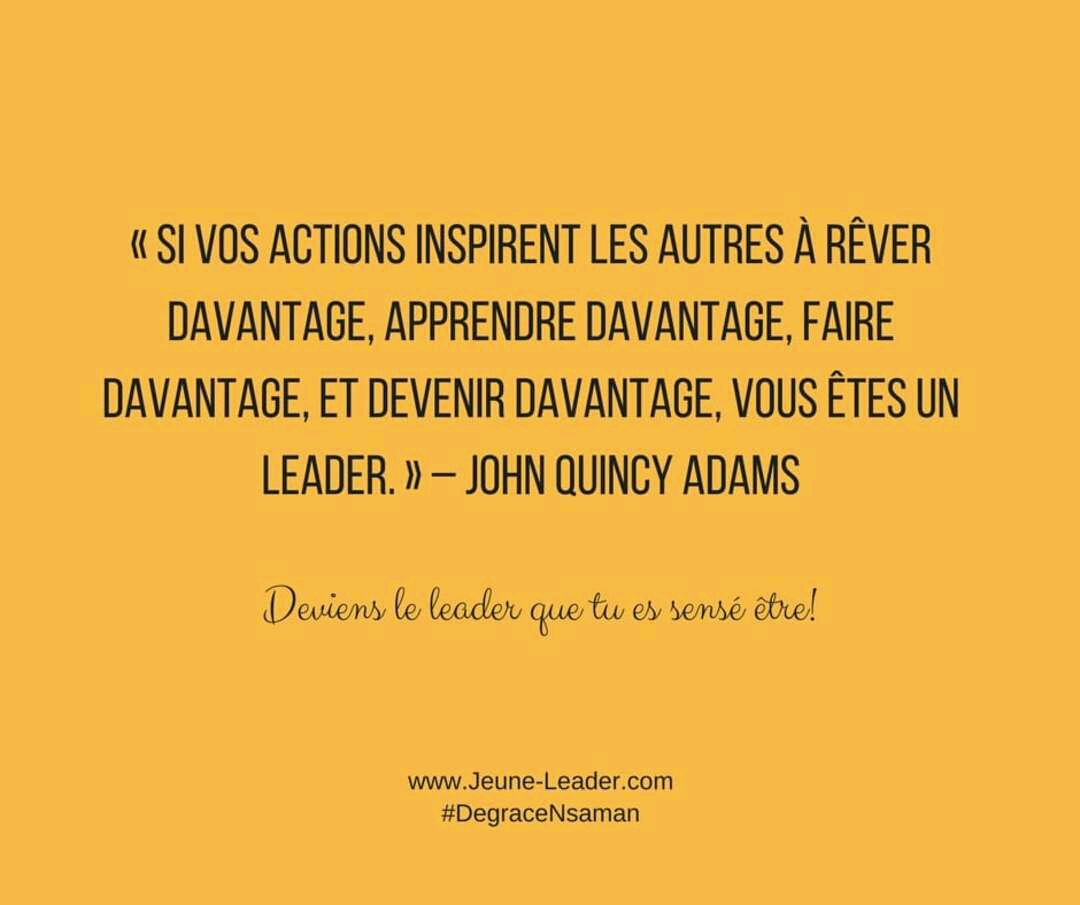 « SI VOS ACTIONS INSPIRENT LES AUTRES À RÊVER
DAVANTAGE, APPRENDRE DAVANTAGE, FAIRE
DAVANTAGE, ET DEVENIR DAVANTAGE, VOUS ÊTES UN
LEADER. » – JOHN QUINCY ADAMS
Deviens le leader que tu es sensé être!
www.Jeune-Leader.com
#DegraceNsaman